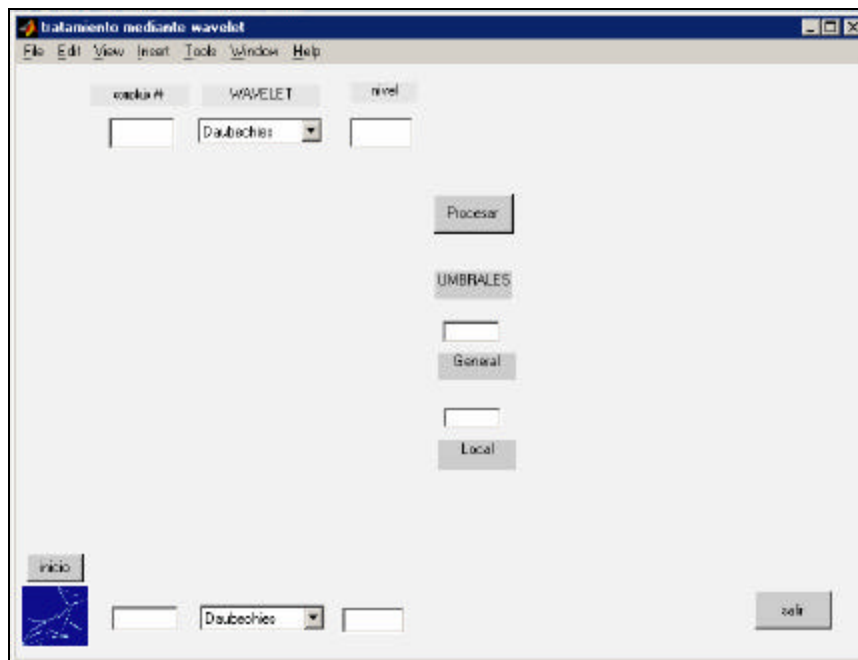 tratamiento mediante wavelet
File Edit View Insert Tools Window Help
WAVELET nivel
Daubechies
Procesar
UMBRALES
General
Local
inicio
Daubechies
salir